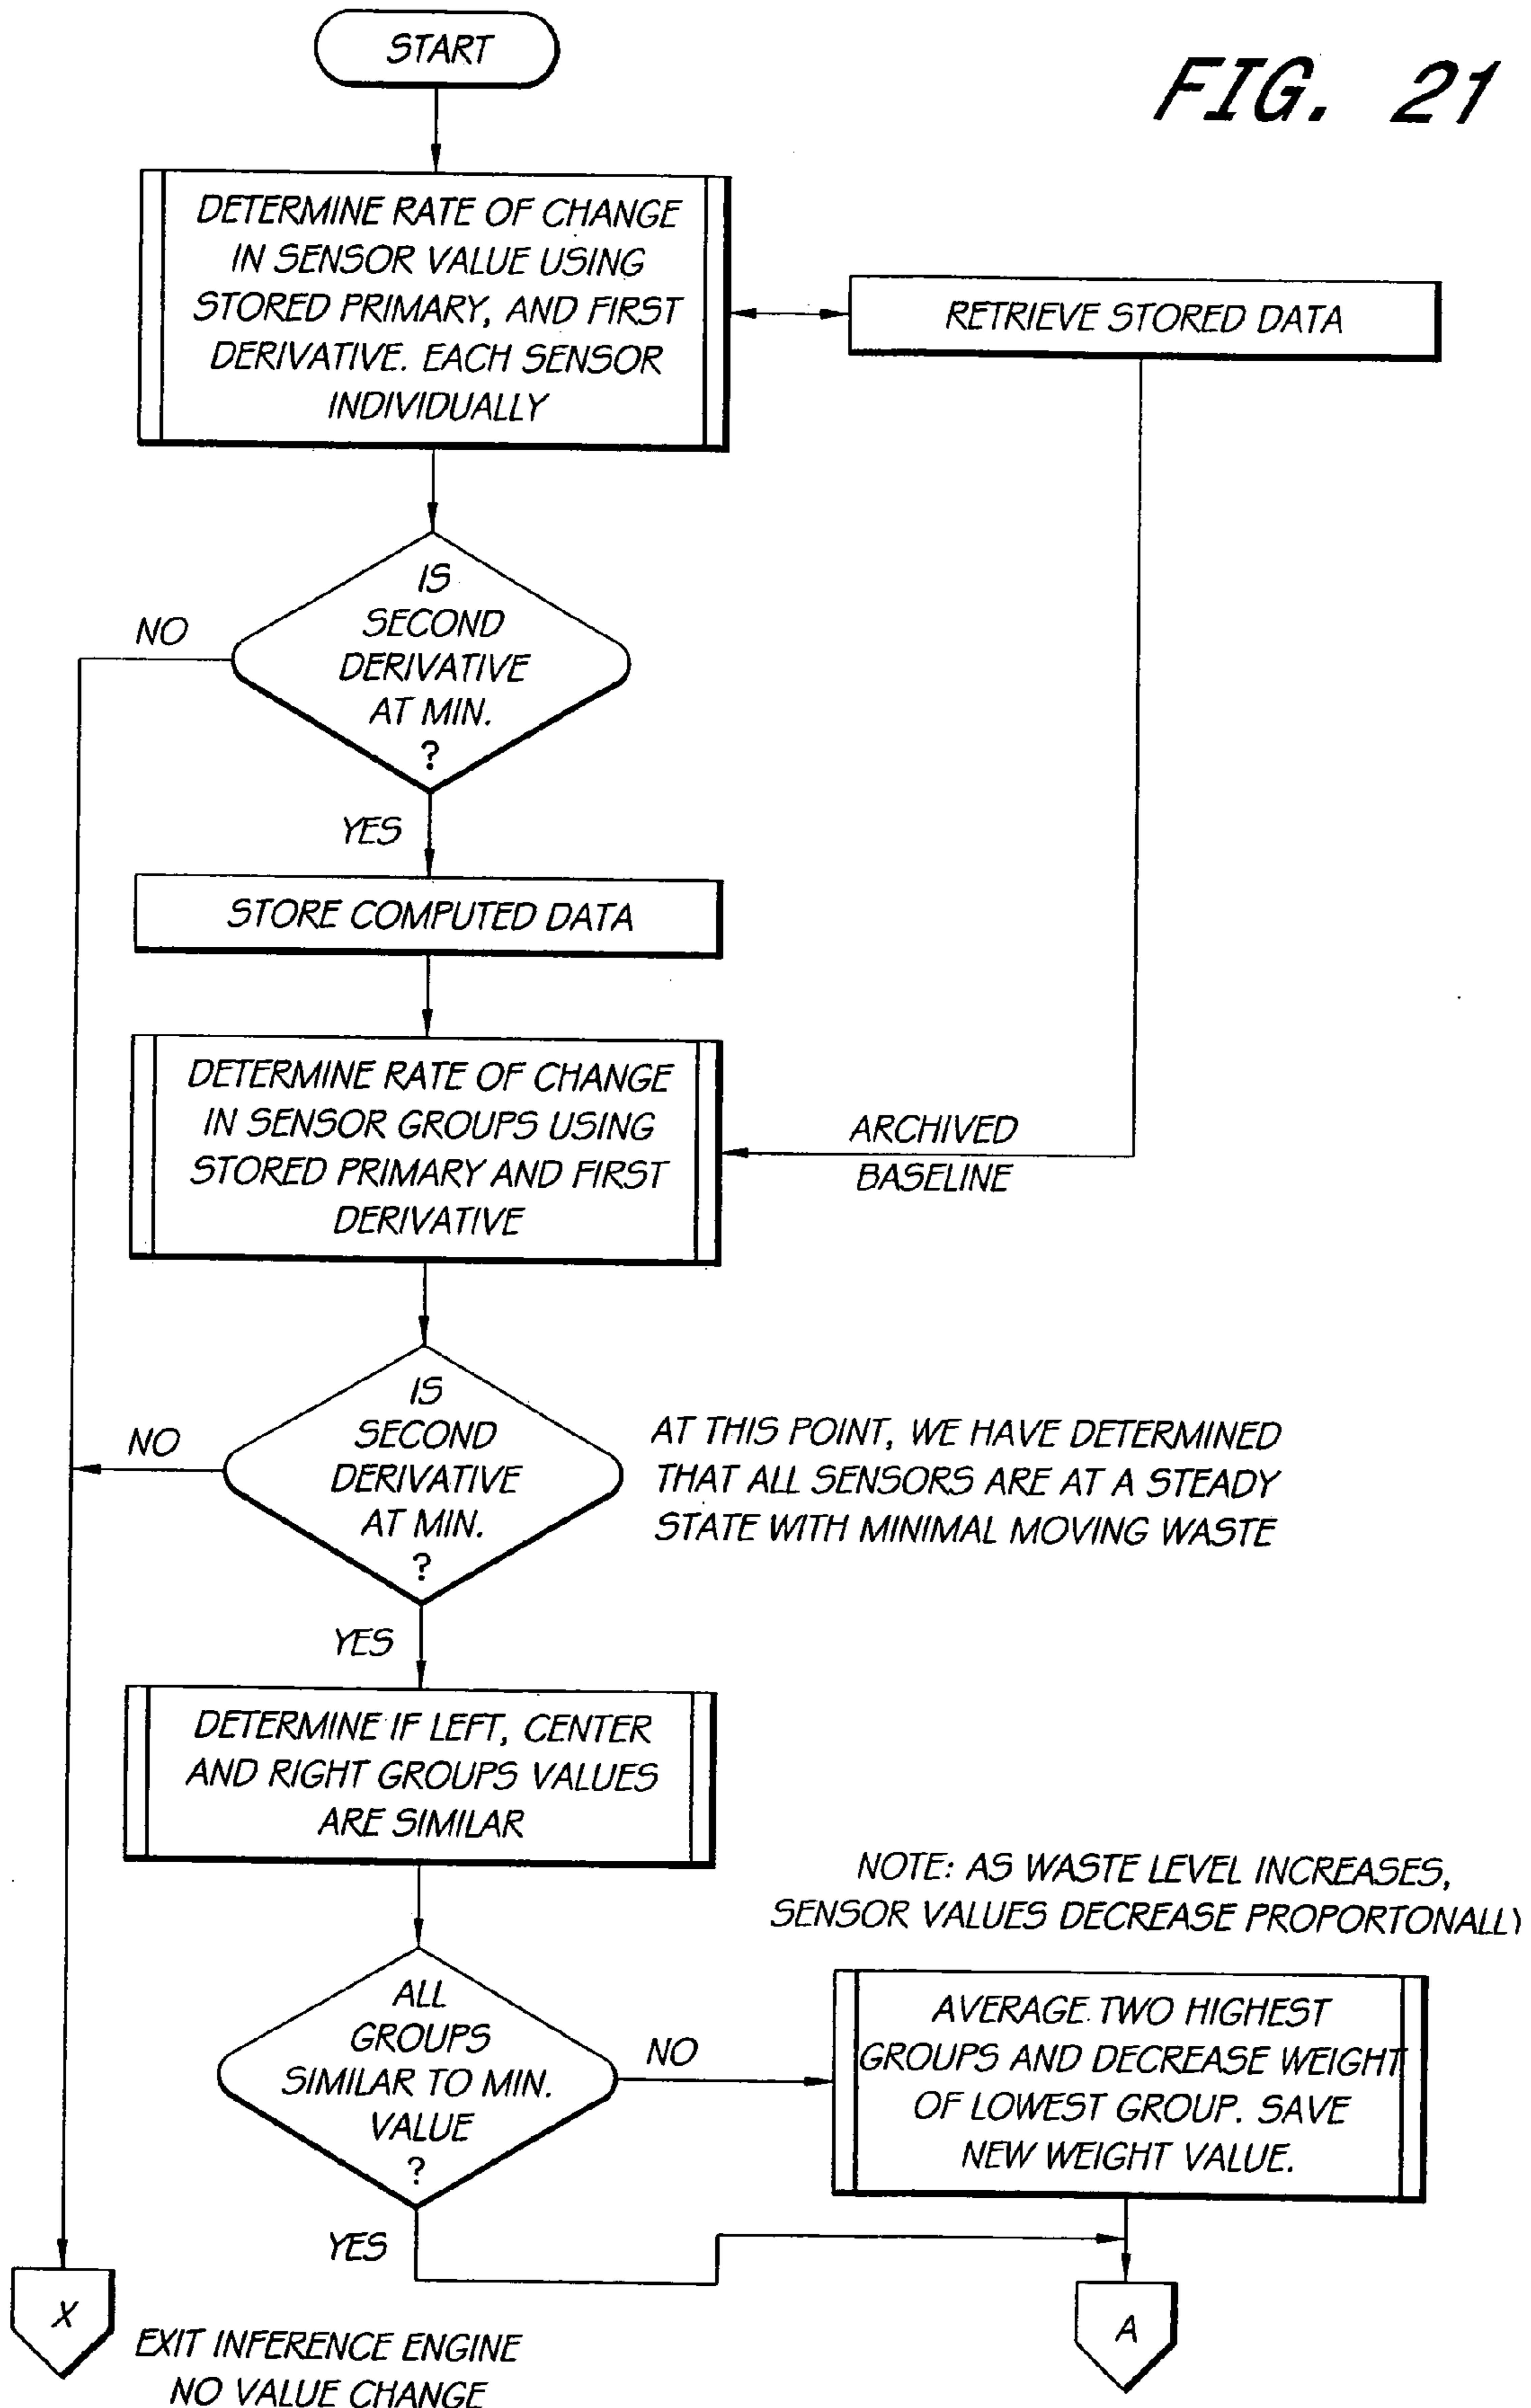 START
FIG. 21
DETERMINE RATE OF CHANGE
IN SENSOR VALUE USING
STORED PRIMARY, AND FIRST
DERIVATIVE. EACH SENSOR
INDIVIDUALLY
RETRIEVE STORED DATA
IS
SECOND
DERIVATIVE
AT MIN.
?
NO
YES
STORE COMPUTED DATA
DETERMINE RATE OF CHANGE
IN SENSOR GROUPS USING
STORED PRIMARY AND FIRST
DERIVATIVE
ARCHIVED
BASELINE
IS
SECOND
DERIVATIVE
AT MIN.
?
NO
AT THIS POINT, WE HAVE DETERMINED
THAT ALL SENSORS ARE AT A STEADY
STATE WITH MINIMAL MOVING WASTE
YES
DETERMINE IF LEFT, CENTER
AND RIGHT GROUPS VALUES
ARE SIMILAR
NOTE: AS WASTE LEVEL INCREASES,
SENSOR VALUES DECREASE PROPORTONALLY
ALL
GROUPS
SIMILAR TO MIN.
VALUE
?
NO
AVERAGE TWO HIGHEST
GROUPS AND DECREASE WEIGHT
OF LOWEST GROUP. SAVE
NEW WEIGHT VALUE.
YES
X
EXIT INFERENCE ENGINE
NO VALUE CHANGE
A